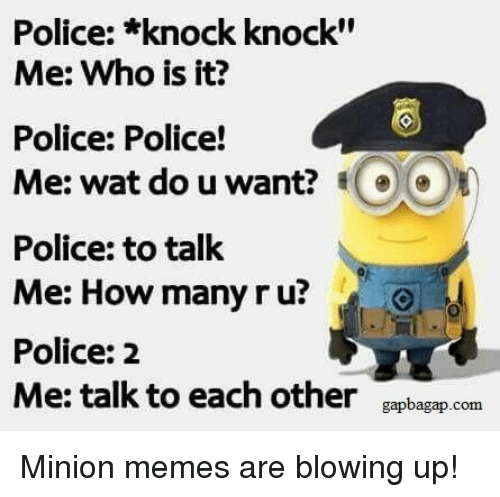 Police: *knock knock"
Me: Who is it?
Police: Police!
Me: wat do u want?
Police: to talk
Me: How many r u?
Police: 2
Me: talk to each other
gapbagap.com
Minion memes are blowing up!